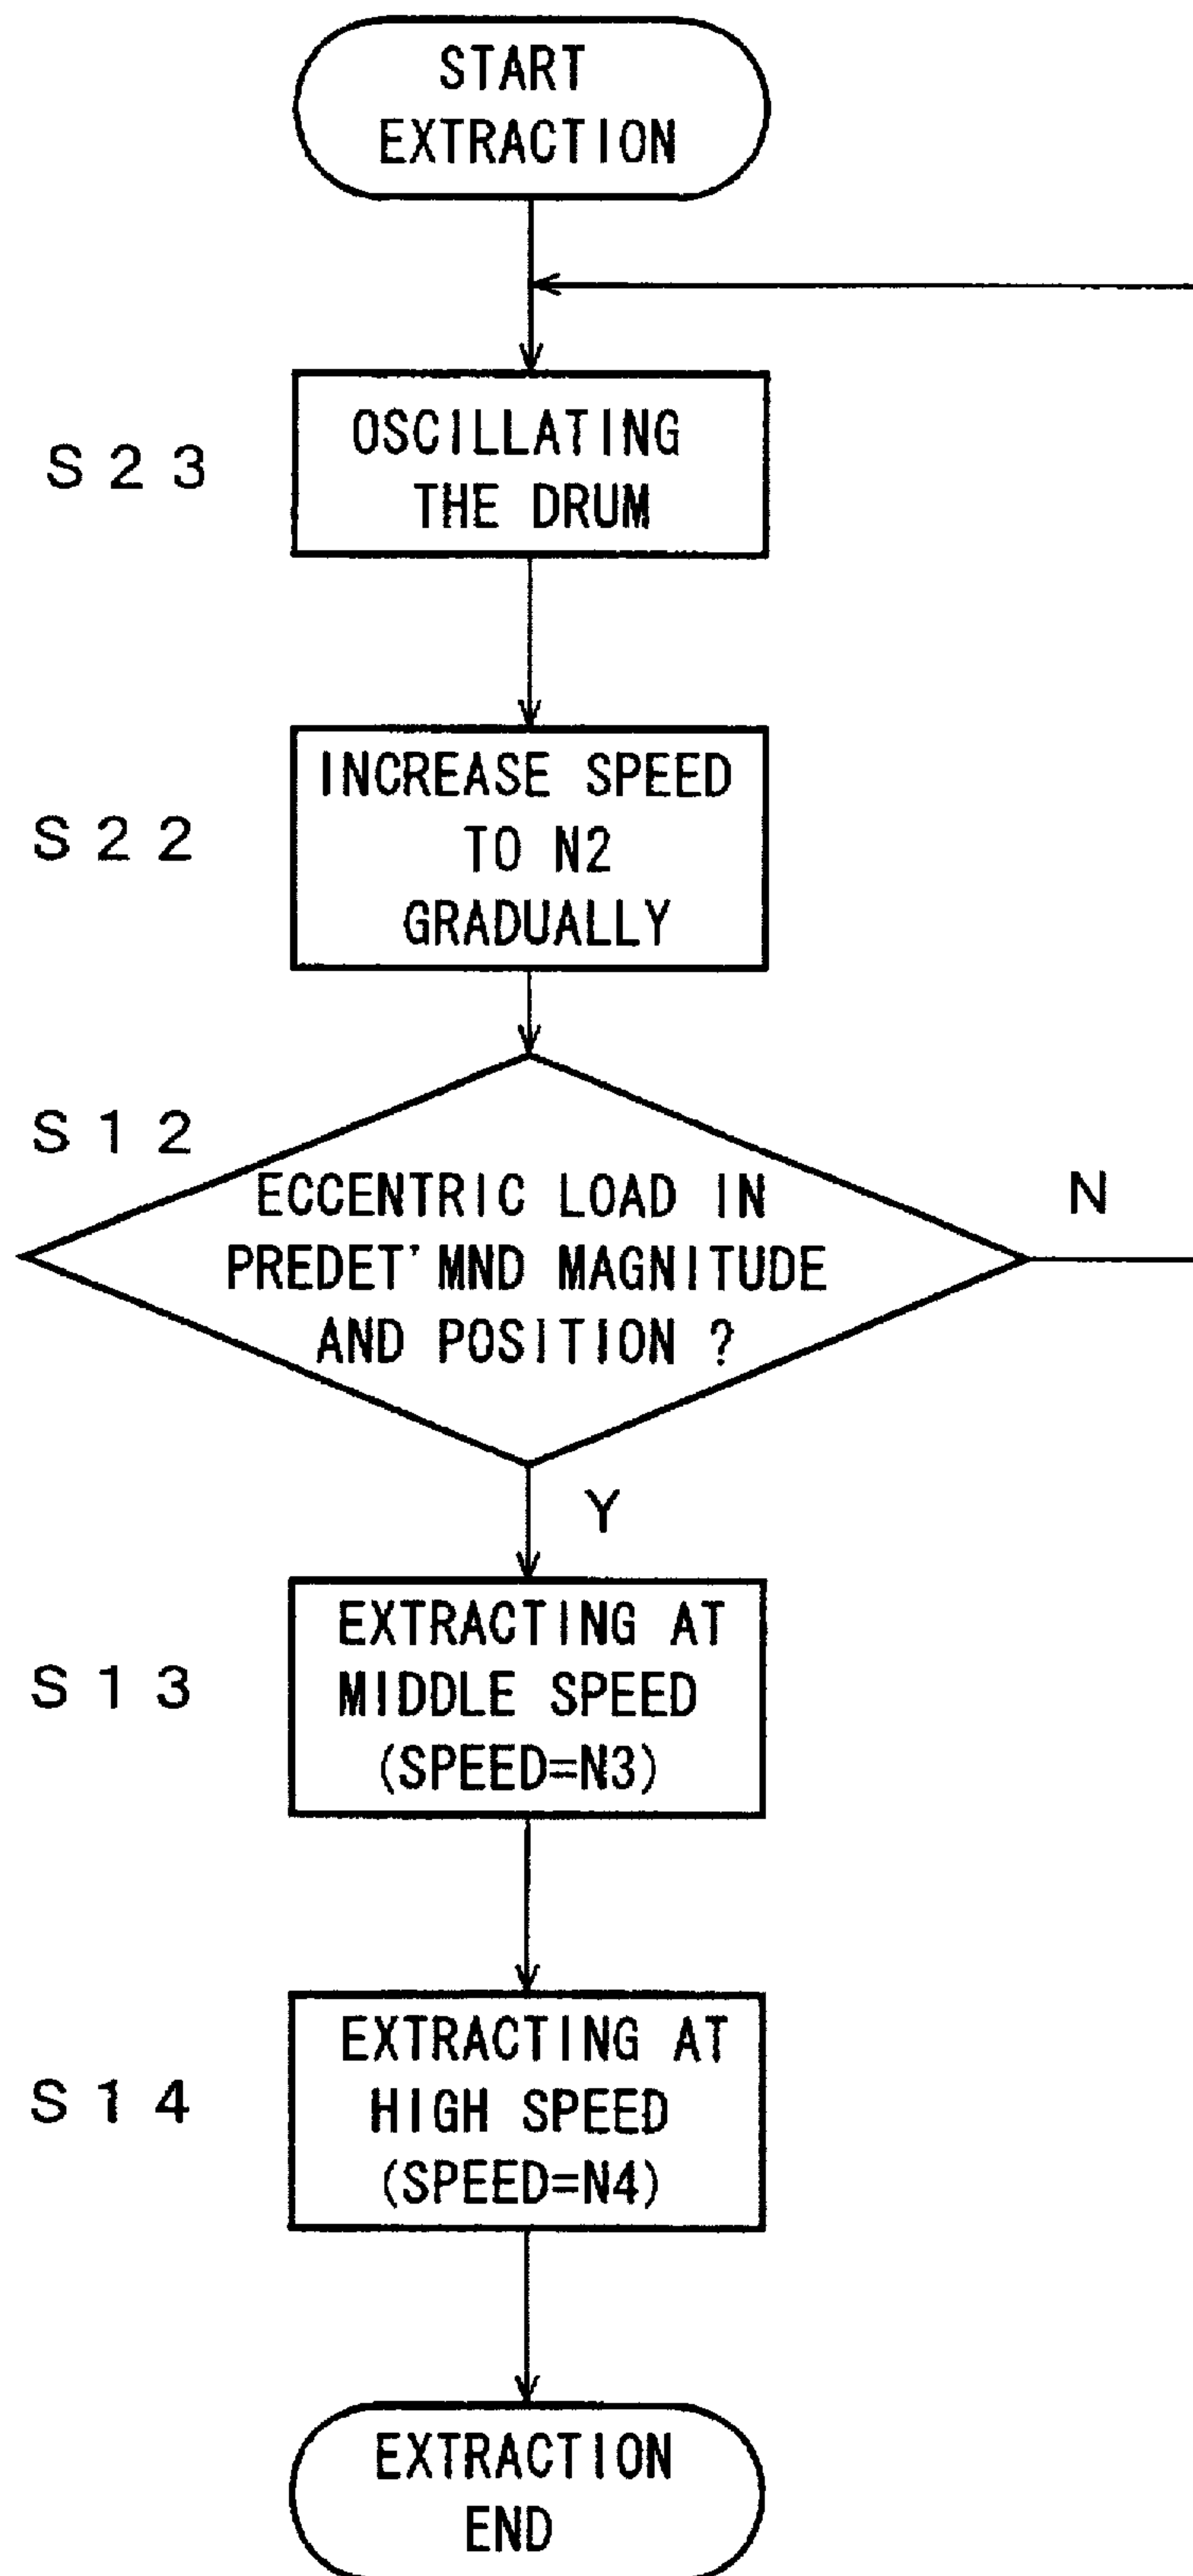 START
EXTRACTION
S23
OSCILLATING
THE DRUM
S22
INCREASE SPEED
TO N2
GRADUALLY
S12
ECCENTRIC LOAD IN
PREDET'MND MAGNITUDE
AND POSITION ?
N
Y
S13
EXTRACTING AT
MIDDLE SPEED
(SPEED=N3)
S14
EXTRACTING AT
HIGH SPEED
(SPEED=N4)
EXTRACTION
END